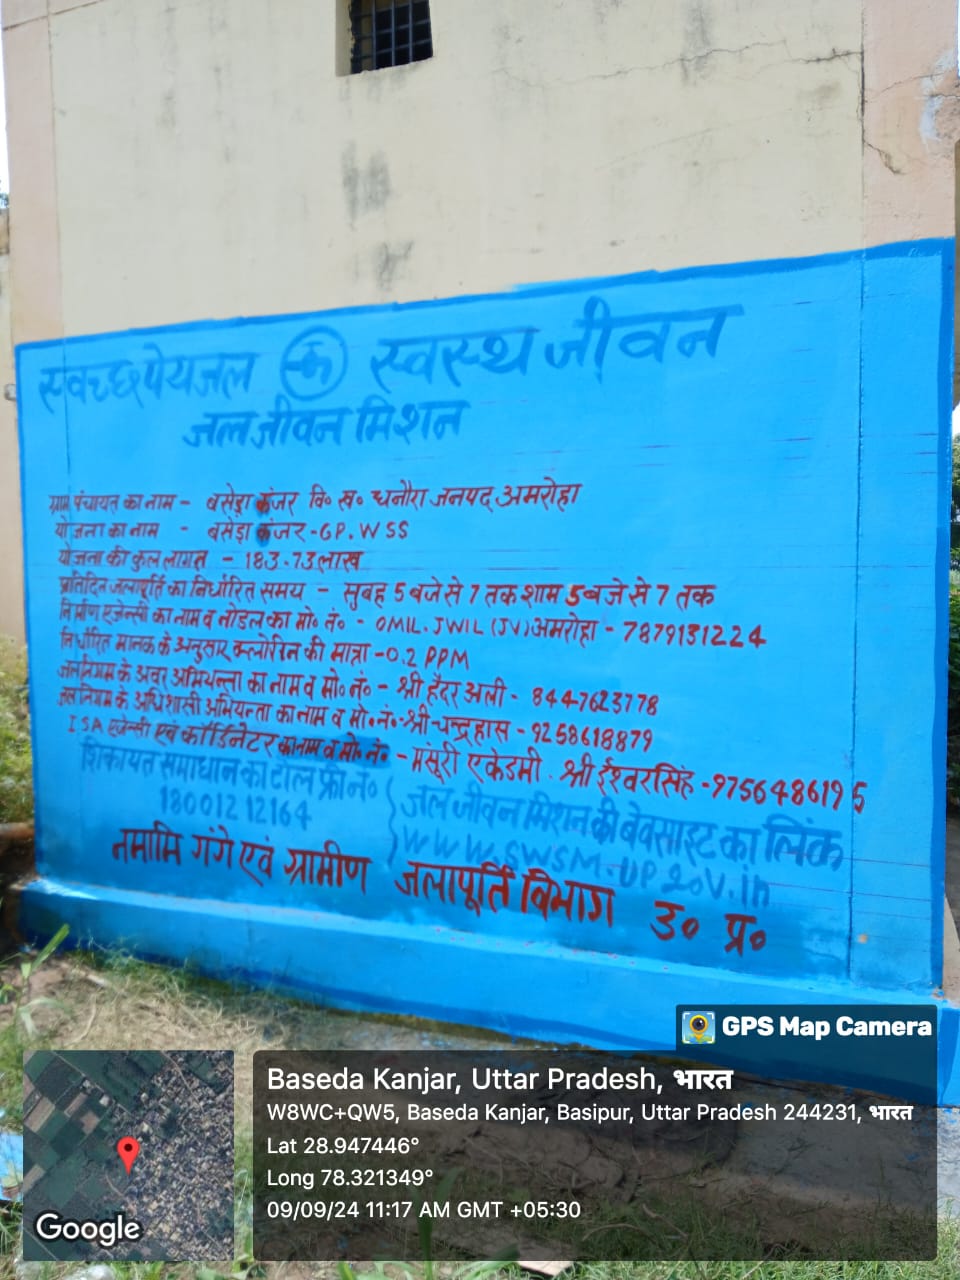 स्वच्छ पेयजल से स्वस्थ जीवन
जल जीवन मिशन
ग्राम पंचायत का नाम - बसेड़ा कंजर वि० ख० धनौरा जनपद अमरोहा
योजना का नाम - बसेड़ा कंजर-GP.WSS
योजना की कुल लागत - 183.73 लाख
प्रतिदिन जलापूर्ति का निर्धारित समय - सुबह 5 बजे से 7 तक शाम 5 बजे से 7 तक
निर्माण एजेन्सी का नाम व नोडल का मो० नं० - OMIL.JWIL (JV) अमरोहा - 7879131224
निर्धारित मानक के अनुसार क्लोरिन की मात्रा -0.2 PPM
जल निगम के अवर अभियन्ता का नाम व मो० नं०- श्री हैदर अली - 8447623778
जल निगम के अधिशासी अभियन्ता का नाम व मो०नं०-श्री चन्द्रहास - 9258618879
ISA एजेन्सी एवं कॉर्डिनेटर का नाम व मो० नं० - मंसूरी एकेडमी. श्री ईश्वर सिंह -9756486195
शिकायत समाधान का टोल फ्री नं०
18001212164
जल जीवन मिशन की बेवसाइट का लिंक
WWW.SWSM-UP.gov.in
नमामि गंगे एवं ग्रामीण जलापूर्ति विभाग उ० प्र०
GPS Map Camera
Baseda Kanjar, Uttar Pradesh, भारत
W8WC+QW5, Baseda Kanjar, Basipur, Uttar Pradesh 244231, भारत
Lat 28.947446°
Long 78.321349°
09/09/24 11:17 AM GMT +05:30
Google